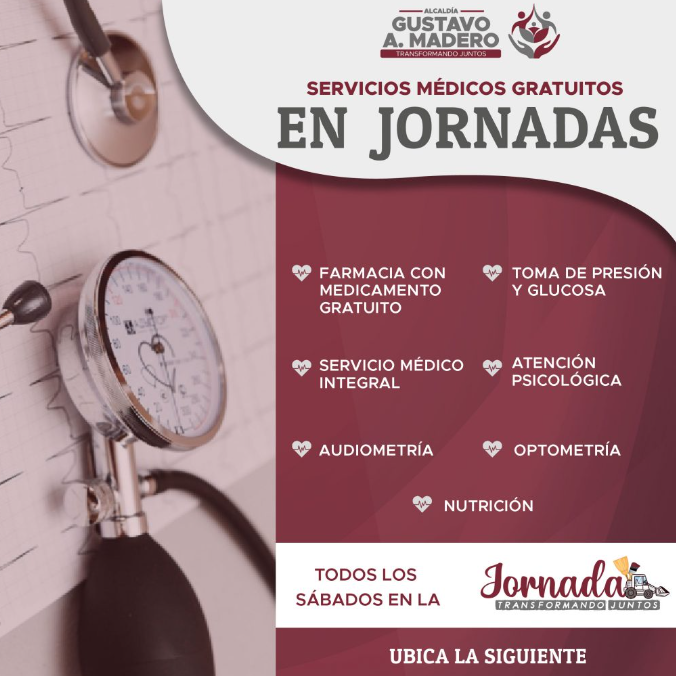 ALCALDÍA
GUSTAVO
A. MADERO
TRANSFORMANDO JUNTOS
SERVICIOS MÉDICOS GRATUITOS
EN JORNADAS
FARMACIA CON
MEDICAMENTO
GRATUITO
TOMA DE PRESIÓN
Y GLUCOSA
SERVICIO MÉDICO
INTEGRAL
ATENCIÓN
PSICOLÓGICA
AUDIOMETRÍA
OPTOMETRÍA
NUTRICIÓN
TODOS LOS
SÁBADOS EN LA
Jornada
TRANSFORMANDO JUNTOS
UBICA LA SIGUIENTE